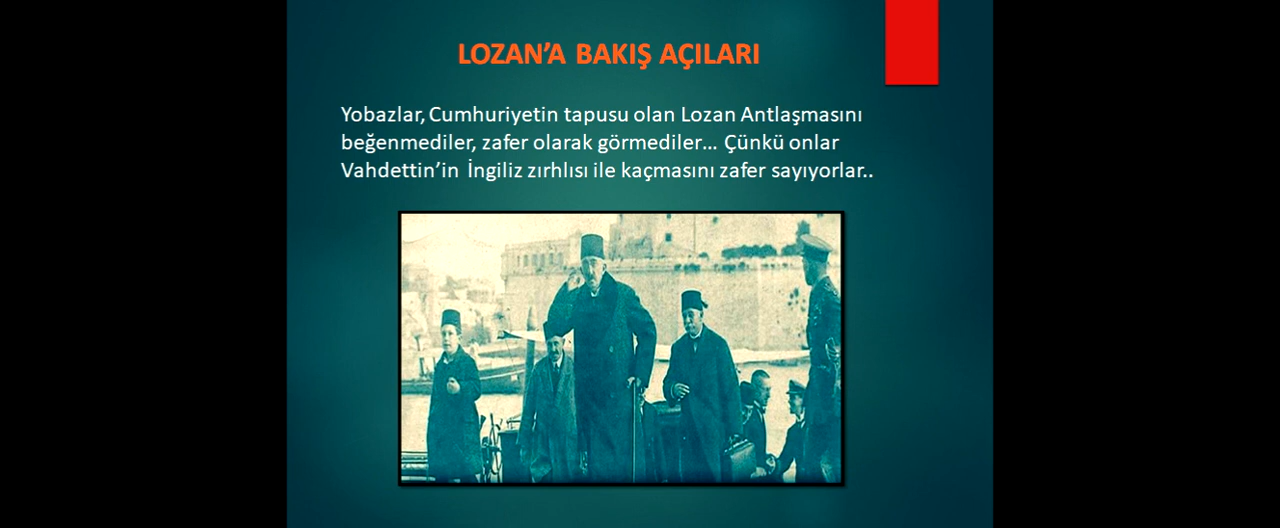 LOZAN’A BAKIŞ AÇILARI
Yobazlar, Cumhuriyetin tapusu olan Lozan Antlaşmasını
beğenmediler, zafer olarak görmediler… Çünkü onlar
Vahdettin’in İngiliz zırhlısı ile kaçmasını zafer sayıyorlar..